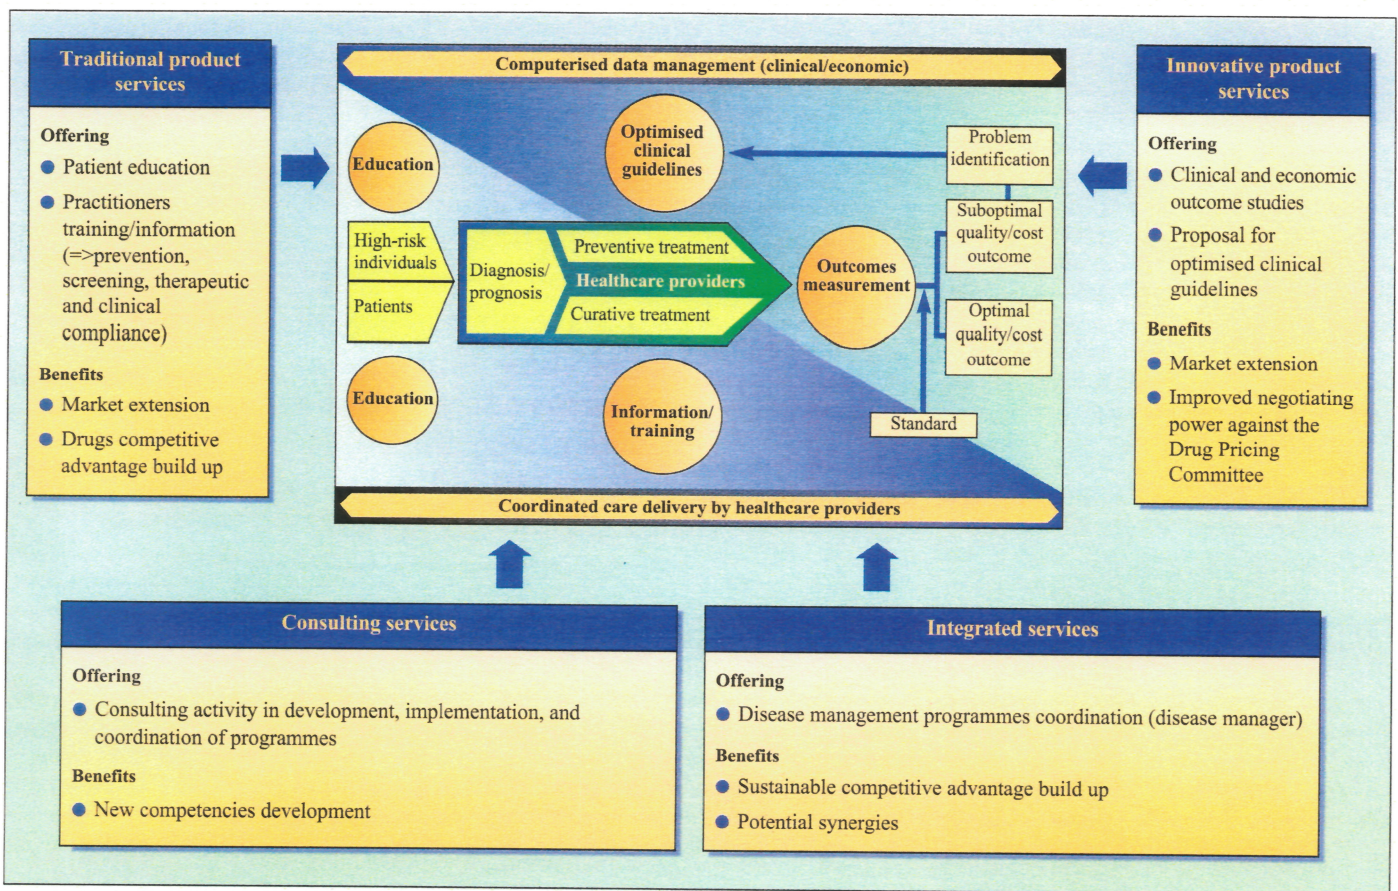 Traditional product
services
Offering
Patient education
Practitioners
training/information
(=>prevention,
screening, therapeutic
and clinical
compliance)
Benefits
Market extension
Drugs competitive
advantage build up
Computerised data management (clinical/economic)
Education
Optimised
clinical
guidelines
Problem
identification
High-risk
individuals
Patients
Diagnosis/
prognosis
Preventive treatment
Healthcare providers
Curative treatment
Outcomes
measurement
Suboptimal
quality/cost
outcome
Optimal
quality/cost
outcome
Education
Information/
training
Standard
Coordinated care delivery by healthcare providers
Innovative product
services
Offering
Clinical and economic
outcome studies
Proposal for
optimised clinical
guidelines
Benefits
Market extension
Improved negotiating
power against the
Drug Pricing
Committee
Consulting services
Offering
Consulting activity in development, implementation, and
coordination of programmes
Benefits
New competencies development
Integrated services
Offering
Disease management programmes coordination (disease manager)
Benefits
Sustainable competitive advantage build up
Potential synergies